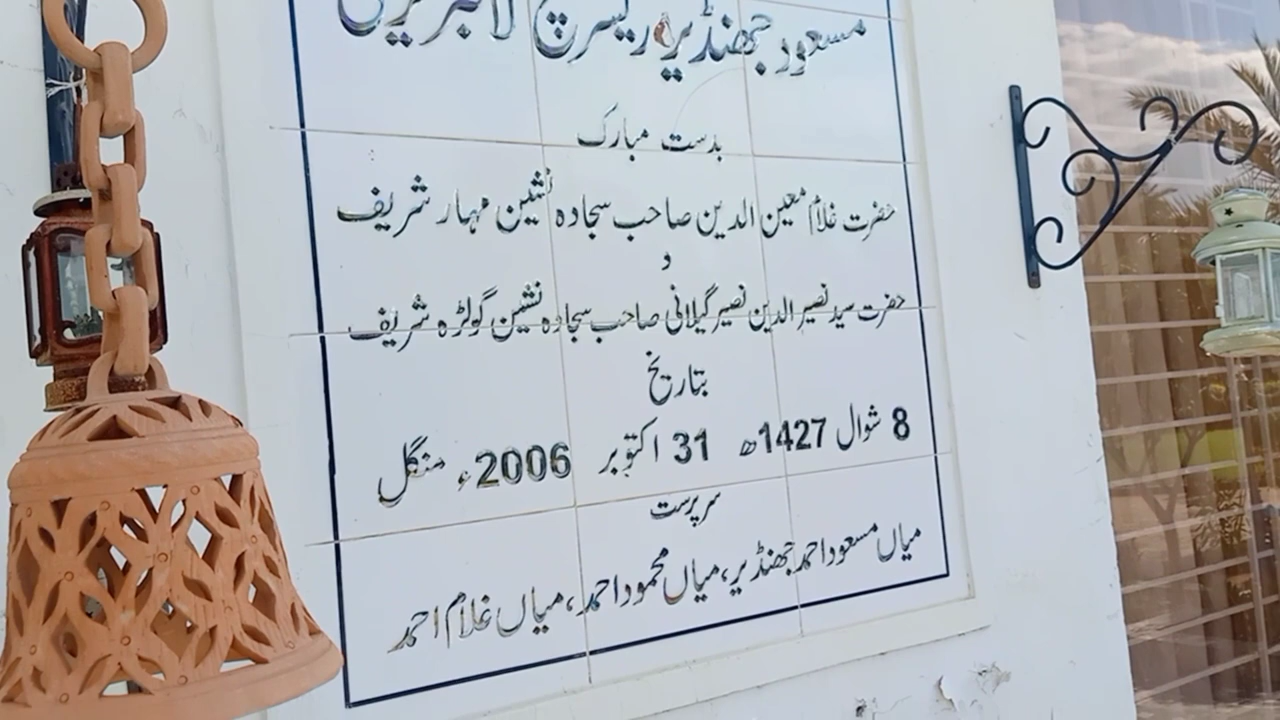 مسعود جھنڈیر ریسرچ لائبریری
بدست مبارک
حضرت غلام معین الدین صاحب سجادہ نشین مہار شریف
و
حضرت سید نصیر الدین نصیر گیلانی صاحب سجادہ نشین گولڑہ شریف
بتاریخ
8 شوال 1427ھ 31 اکتوبر 2006ء منگل
سرپرست
میاں مسعود احمد جھنڈیر، میاں محمود احمد، میاں غلام احمد